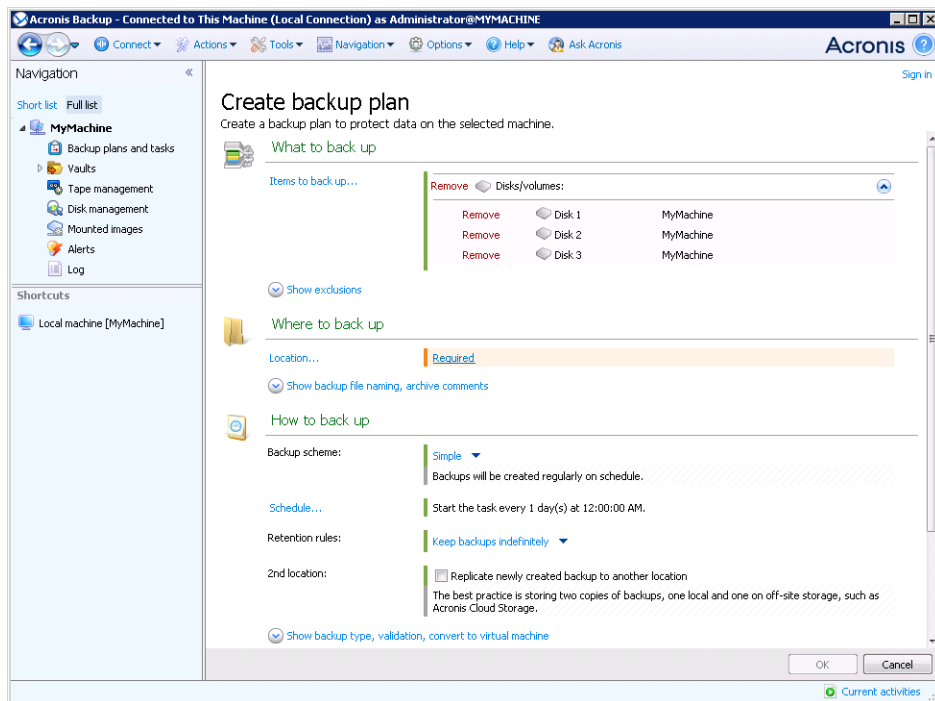 Acronis Backup - Connected to This Machine (Local Connection) as Administrator@MYMACHINE
Connect Actions Tools Navigation Options Help Ask Acronis
Acronis
Navigation
Short list Full list
MyMachine
Backup plans and tasks
Vaults
Tape management
Disk management
Mounted images
Alerts
Log
Shortcuts
Local machine [MyMachine]
Sign in
Create backup plan
Create a backup plan to protect data on the selected machine.
What to back up
Items to back up... Remove Disks/volumes:
Remove Disk 1 MyMachine
Remove Disk 2 MyMachine
Remove Disk 3 MyMachine
Show exclusions
Where to back up
Location... Required
Show backup file naming, archive comments
How to back up
Backup scheme: Simple
Backups will be created regularly on schedule.
Schedule... Start the task every 1 day(s) at 12:00:00 AM.
Retention rules: Keep backups indefinitely
2nd location: Replicate newly created backup to another location
The best practice is storing two copies of backups, one local and one on off-site storage, such as
Acronis Cloud Storage.
Show backup type, validation, convert to virtual machine
OK Cancel
Current activities